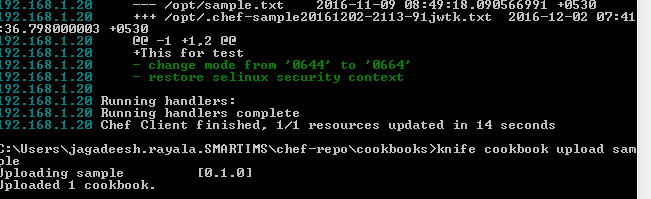 192.168.1.20     --- /opt/sample.txt     2016-11-09 08:49:18.090566991 +0530
192.168.1.20     +++ /opt/.chef-sample20161202-2113-91jwtk.txt  2016-12-02 07:41
:36.798000003 +0530
192.168.1.20     @@ -1 +1,2 @@
192.168.1.20     +This for test
192.168.1.20     - change mode from '0644' to '0664'
192.168.1.20     - restore selinux security context
192.168.1.20
192.168.1.20 Running handlers:
192.168.1.20 Running handlers complete
192.168.1.20 Chef Client finished, 1/1 resources updated in 14 seconds
C:\Users\jagadeesh.rayala.SMARTIMS\chef-repo\cookbooks>knife cookbook upload sam
ple
Uploading sample         [0.1.0]
Uploaded 1 cookbook.